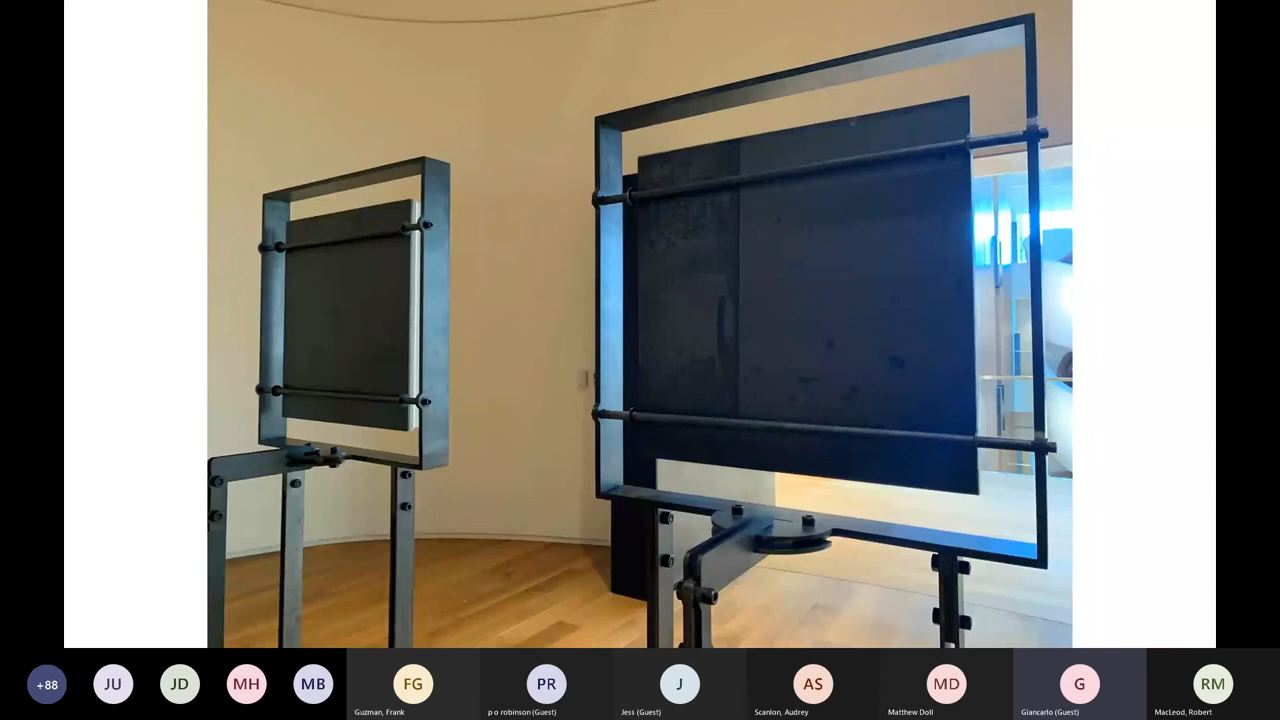 +88
JU
JD
MH
MB
FG
PR
J
AS
MD
G
RM
Guzman, Frank
p o robinson (Guest)
Jess (Guest)
Scanlon, Audrey
Matthew Doll
Giancarlo (Guest)
MacLeod, Robert